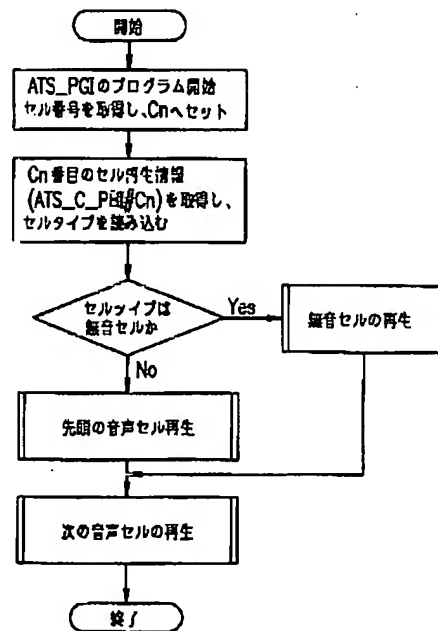 開始
ATS_PGIのプログラム開始
セル番号を取得し、Cnへセット
Cn番目のセル再生情報
(ATS_C_PBI#Cn)を取得し、
セルタイプを読み込む
セルタイプは
無音セルか
Yes
無音セルの再生
No
先頭の音声セル再生
次の音声セルの再生
終了